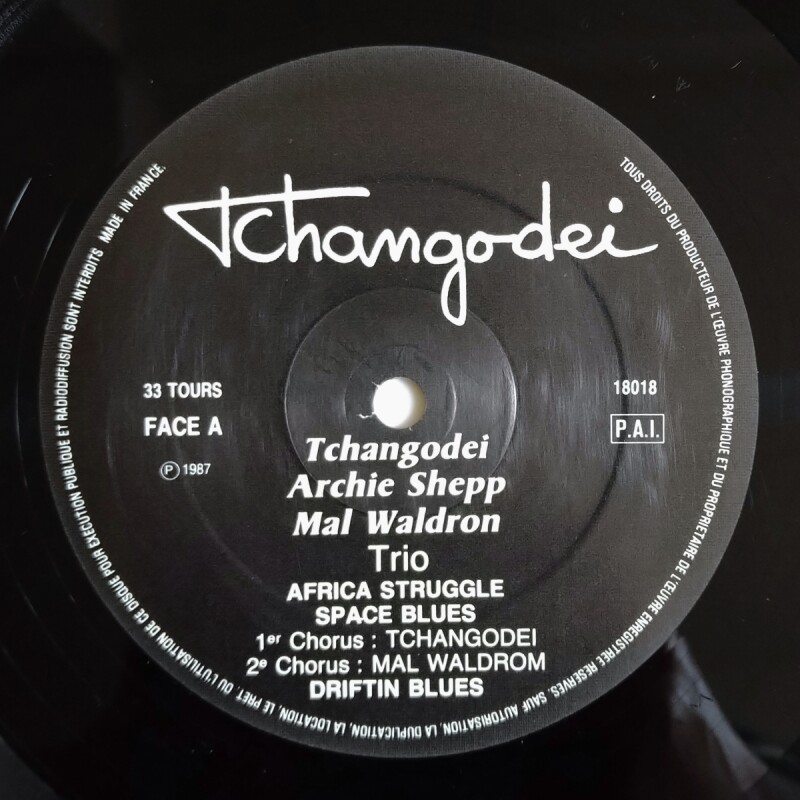 Tchangodei
33 TOURS
FACE A
Ⓟ 1987
18018
P.A.I.
Tchangodei
Archie Shepp
Mal Waldron
Trio
AFRICA STRUGGLE
SPACE BLUES
1er Chorus : TCHANGODEI
2e Chorus : MAL WALDROM
DRIFTIN BLUES
TOUS DROITS DU PRODUCTEUR DE L'ŒUVRE PHONOGRAPHIQUE ET DU PROPRIETAIRE DE L'ŒUVRE ENREGISTREE RESERVES. SAUF AUTORISATION, LA DUPLICATION, LA LOCATION, LE PRET, OU L'UTILISATION DE CE DISQUE POUR EXECUTION PUBLIQUE ET RADIODIFFUSION SONT INTERDITS MADE IN FRANCE.